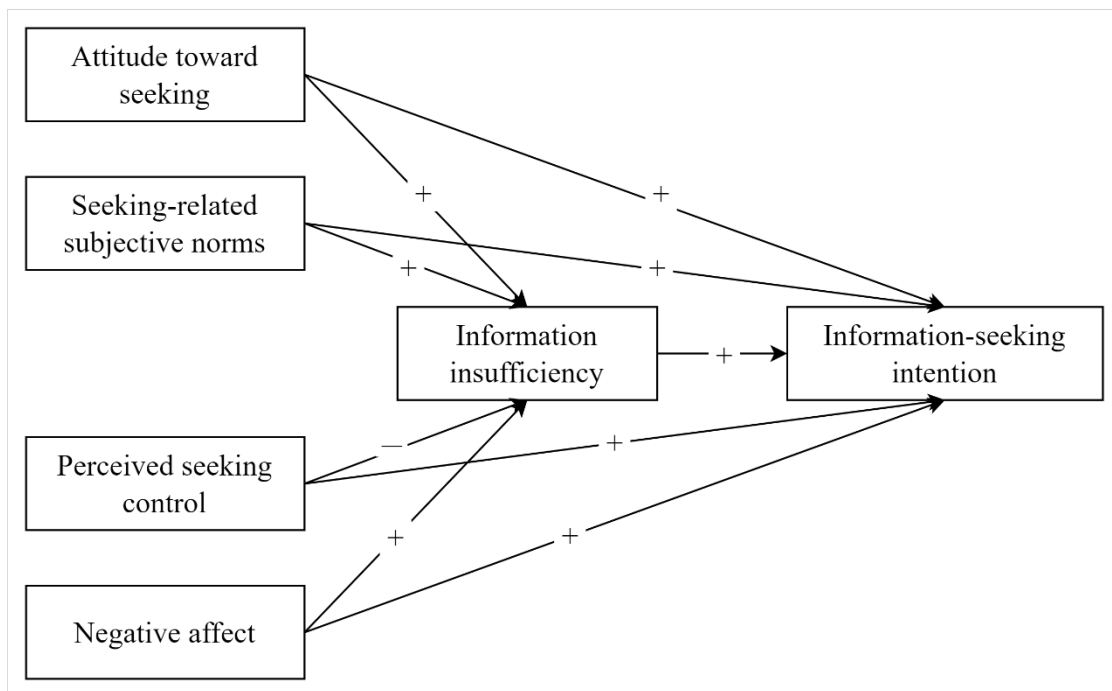 Attitude toward
seeking
+
+
Seeking-related
subjective norms
+
+
Information
insufficiency
+
Information-seeking
intention
—
+
Perceived seeking
control
+
+
Negative affect